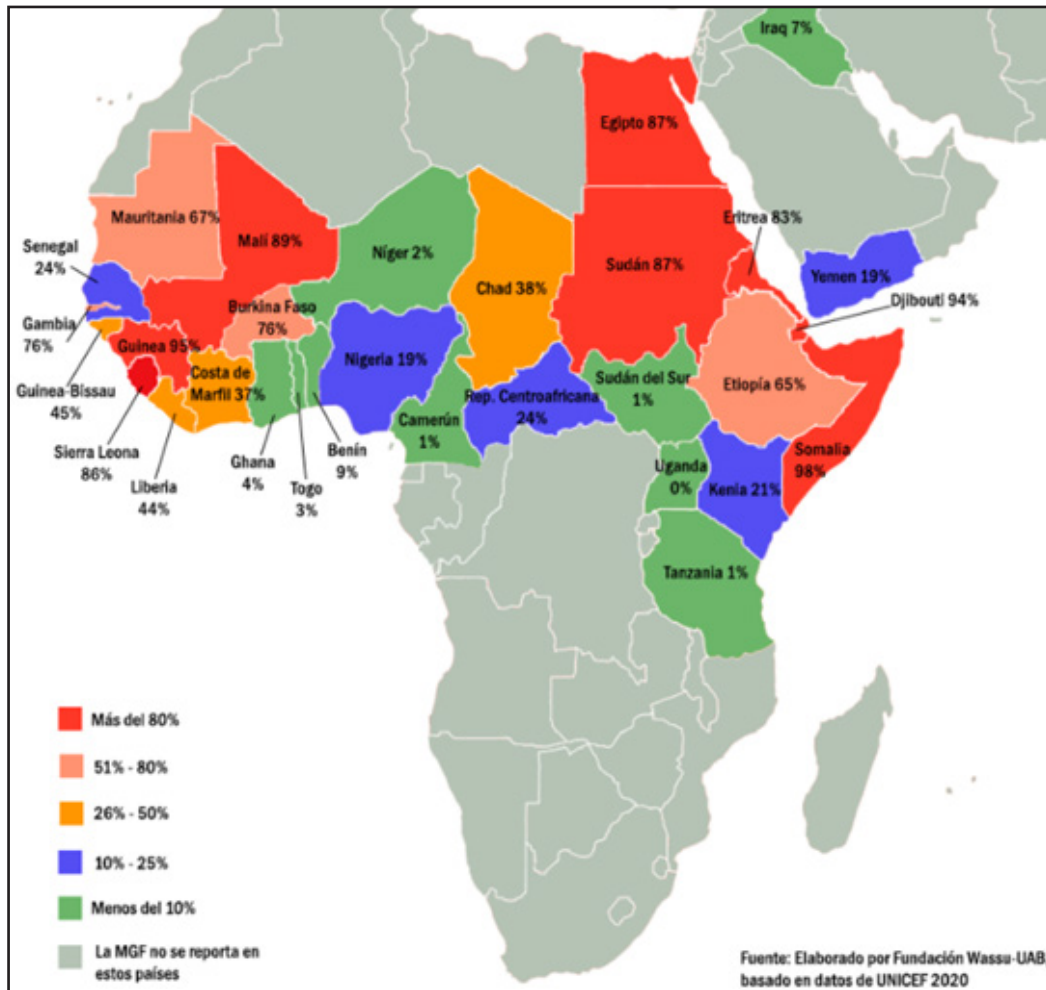 Iraq 7%
Egipto 87%
Mauritania 67%
Malí 89%
Níger 2%
Chad 38%
Sudán 87%
Eritrea 83%
Yemen 19%
Djibouti 94%
Senegal
24%
Gambia
76%
Guinea-Bissau
45%
Sierra Leona
86%
Guinea 95%
Burkina Faso
76%
Costa de
Marfil 37%
Liberia
44%
Ghana
4%
Togo
3%
Benín
9%
Nigeria 19%
Camerún
1%
Rep. Centroafricana
24%
Sudán del Sur
1%
Etiopía 65%
Somalia
98%
Uganda
0%
Kenia 21%
Tanzania 1%
Más del 80%
51% - 80%
26% - 50%
10% - 25%
Menos del 10%
La MGF no se reporta en
estos países
Fuente: Elaborado por Fundación Wassu-UAB,
basado en datos de UNICEF 2020